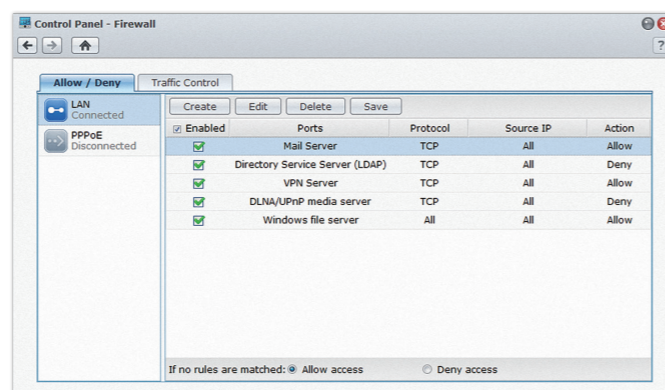 Control Panel - Firewall
?
Allow / Deny Traffic Control
LAN
Connected
PPPoE
Disconnected
Create Edit Delete Save
Enabled Ports Protocol Source IP Action
Mail Server TCP All Allow
Directory Service Server (LDAP) TCP All Deny
VPN Server TCP All Allow
DLNA/UPnP media server TCP All Deny
Windows file server All All Allow
If no rules are matched: Allow access Deny access